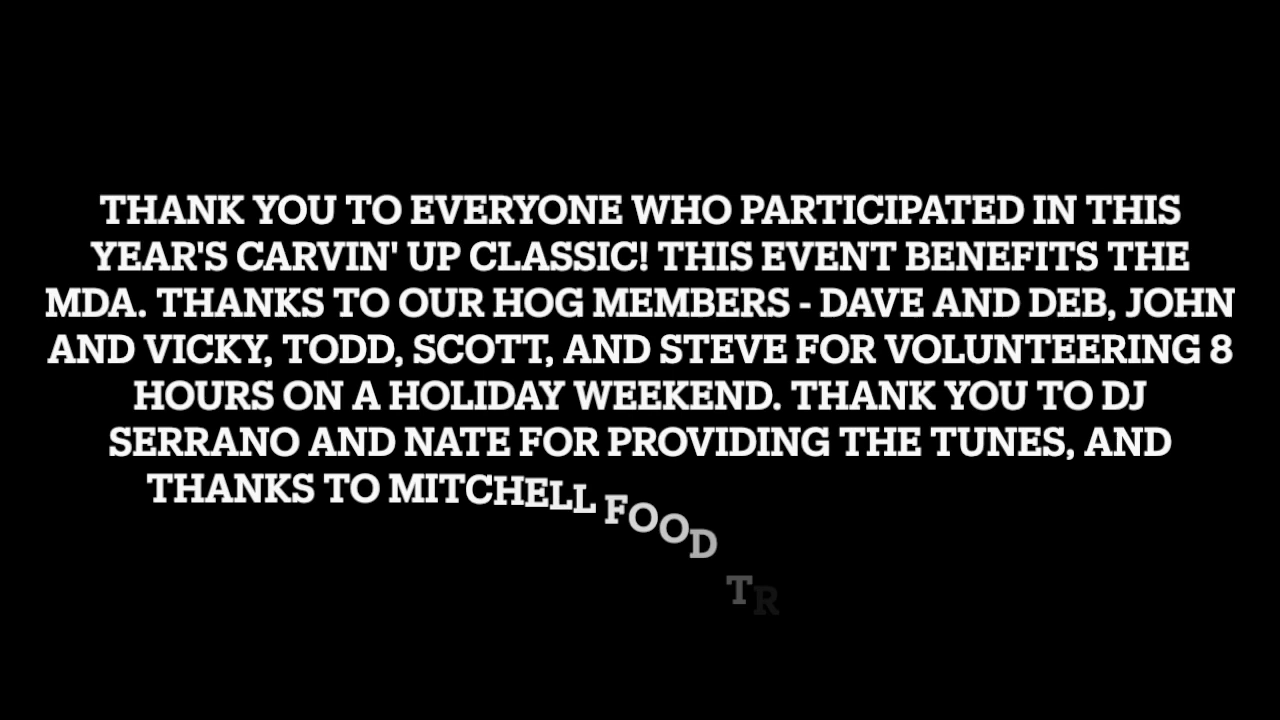 THANK YOU TO EVERYONE WHO PARTICIPATED IN THIS
YEAR'S CARVIN' UP CLASSIC! THIS EVENT BENEFITS THE
MDA. THANKS TO OUR HOG MEMBERS - DAVE AND DEB, JOHN
AND VICKY, TODD, SCOTT, AND STEVE FOR VOLUNTEERING 8
HOURS ON A HOLIDAY WEEKEND. THANK YOU TO DJ
SERRANO AND NATE FOR PROVIDING THE TUNES, AND
THANKS TO MITCHELL FOOD TR